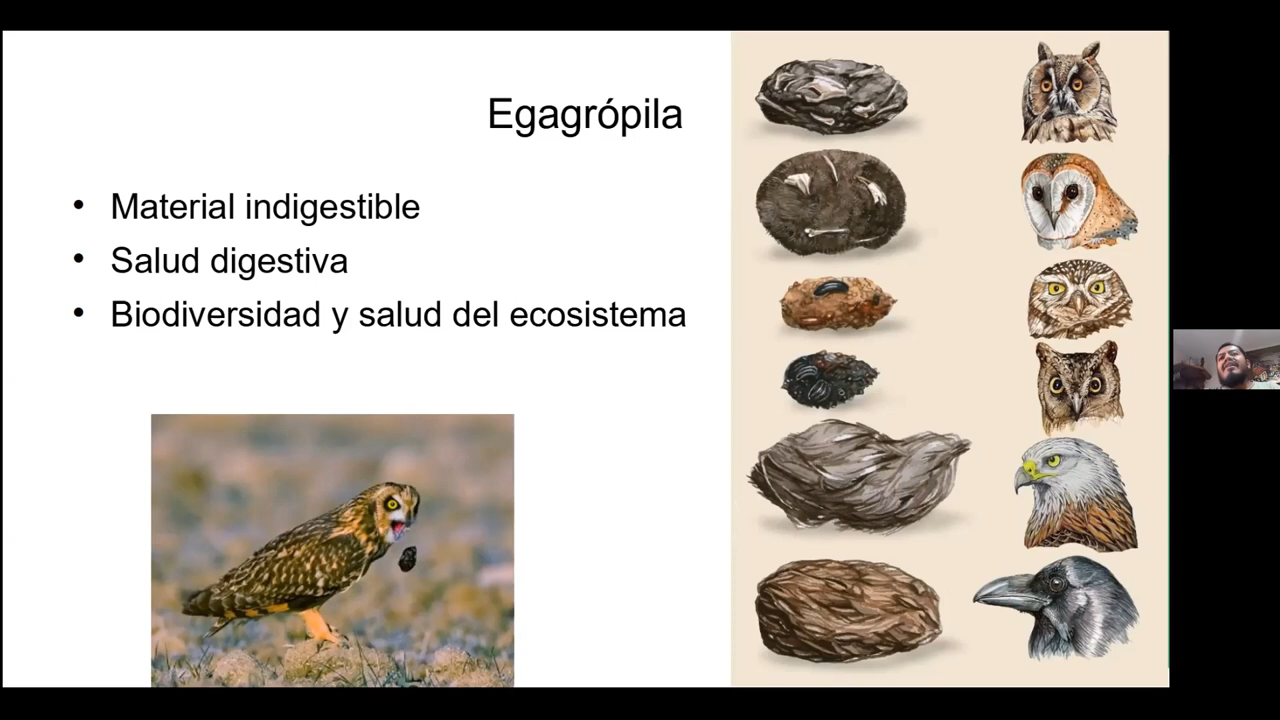 Egagrópila
• Material indigestible
• Salud digestiva
• Biodiversidad y salud del ecosistema